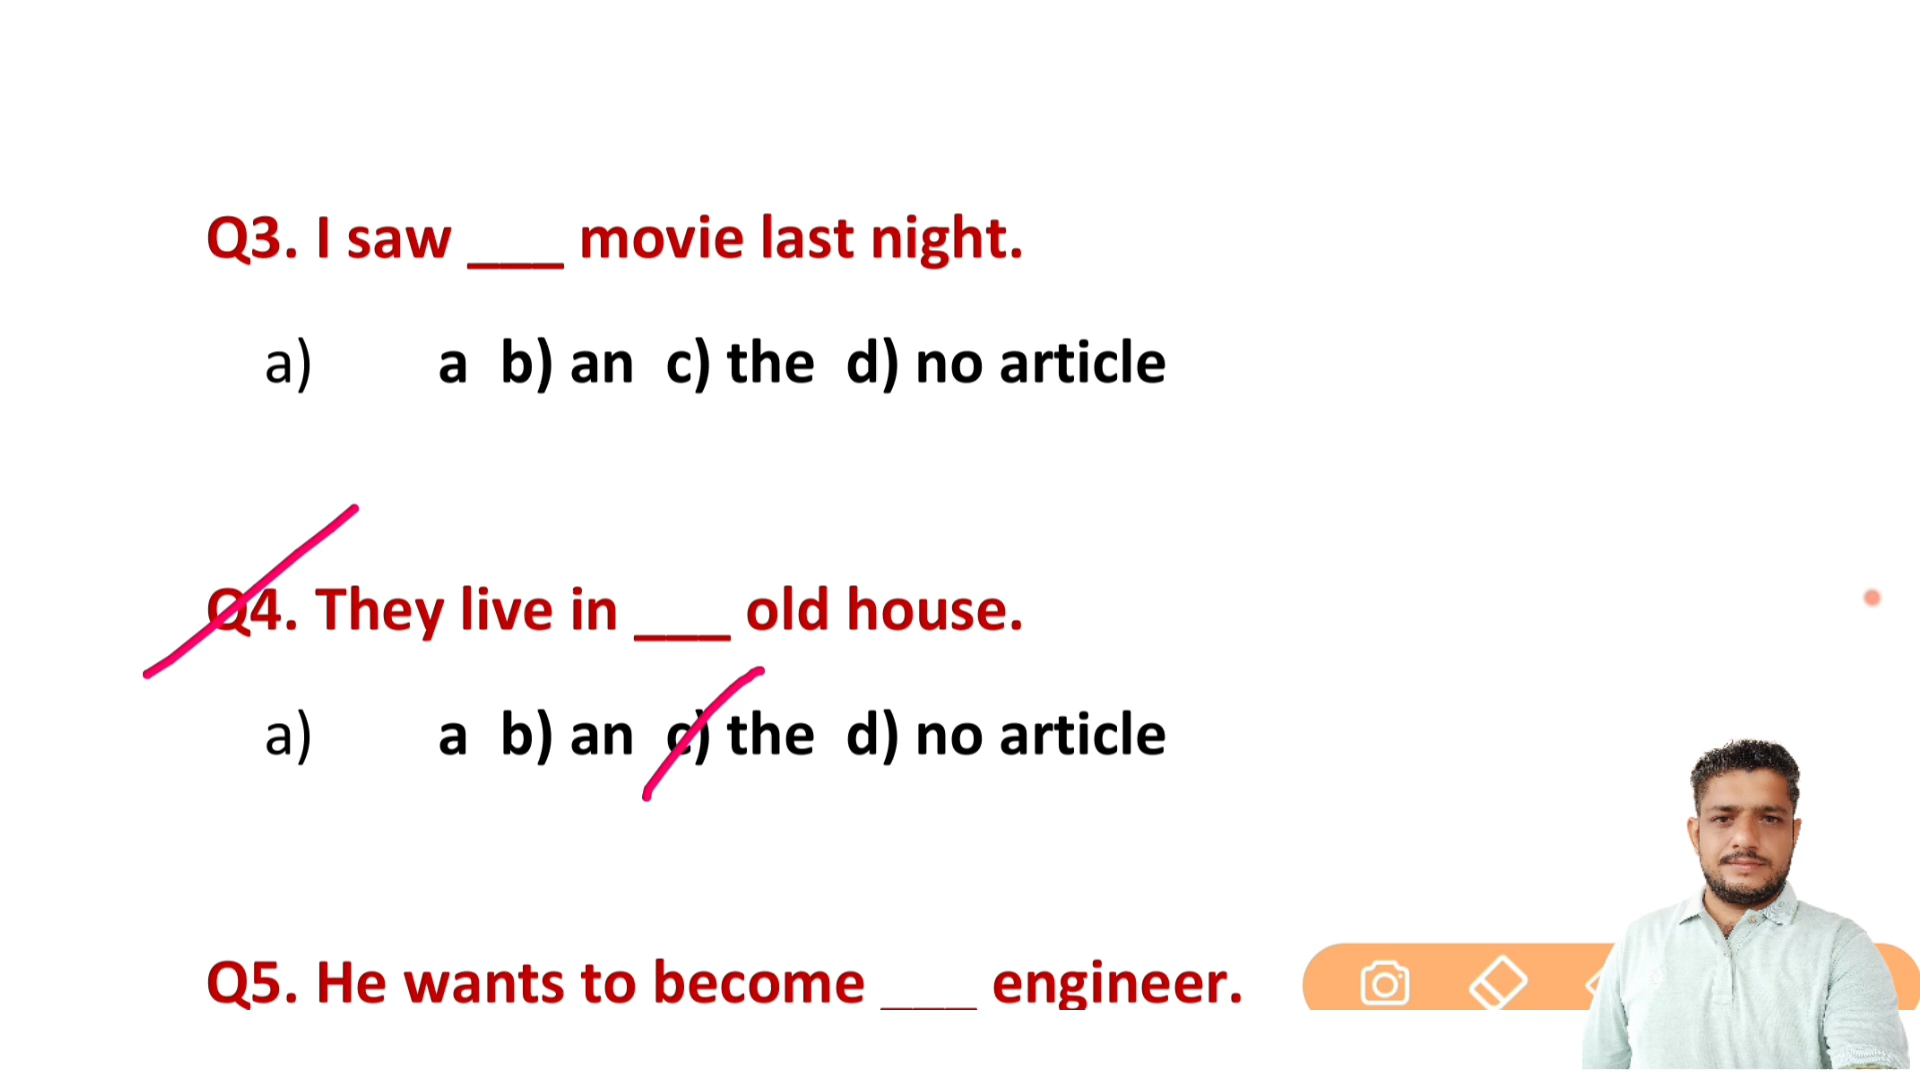 Q3. I saw ___ movie last night.
a) a b) an c) the d) no article
Q4. They live in ___ old house.
a) a b) an c) the d) no article
Q5. He wants to become ___ engineer.